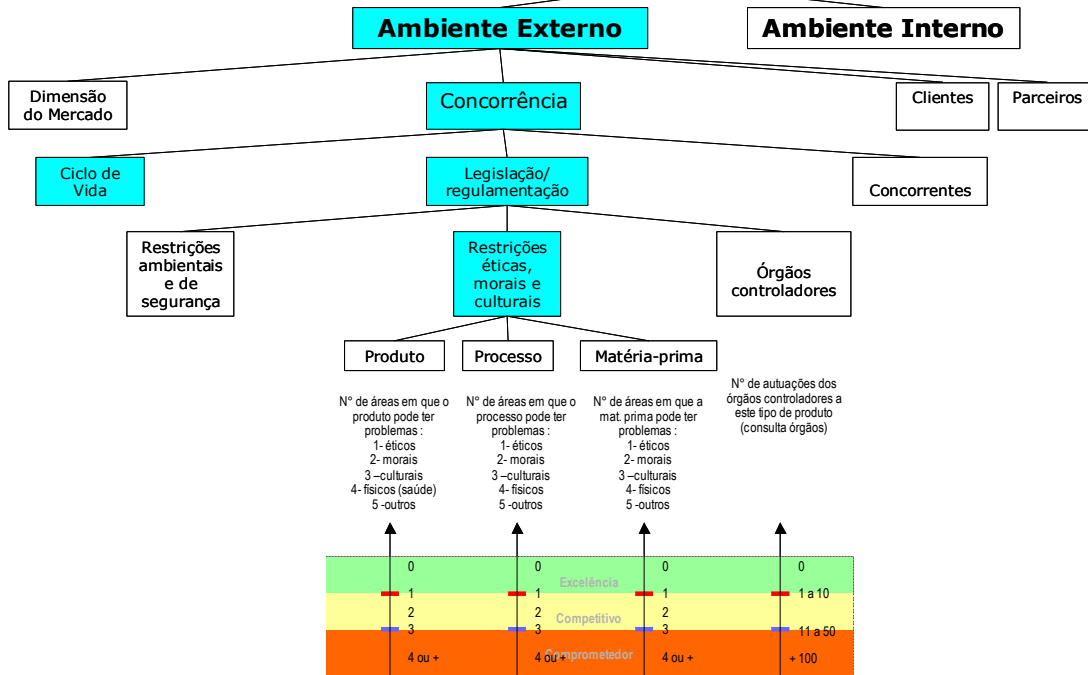 Ambiente Externo
Ambiente Interno
Dimensão
do Mercado
Concorrência
Clientes
Parceiros
Ciclo de
Vida
Legislação/
regulamentação
Concorrentes
Restrições
ambientais
e de
segurança
Restrições
éticas,
morais e
culturais
Órgãos
controladores
Produto
Processo
Matéria-prima
N° de áreas em que o
produto pode ter
problemas :
1- éticos
2- morais
3 –culturais
4- físicos (saúde)
5 -outros
N° de áreas em que o
processo pode ter
problemas :
1- éticos
2- morais
3 –culturais
4- físicos
5 -outros
N° de áreas em que a
mat. prima pode ter
problemas :
1- éticos
2- morais
3 –culturais
4- físicos
5 -outros
N° de autuações dos
órgãos controladores a
este tipo de produto
(consulta órgãos)
0 0 0 0
Excelência
1 1 1 1 a 10
2 2 2
Competitivo
3 3 3 11 a 50
Comprometedor
4 ou + 4 ou + 4 ou + + 100